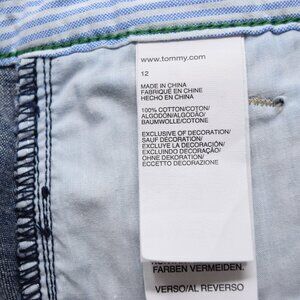 www.tommy.com
12
MADE IN CHINA
FABRIQUÉ EN CHINE
HECHO EN CHINA
100% COTTON/COTON/
ALGODÓN/ALGODÃO/
BAUMWOLLE/COTONE
EXCLUSIVE OF DECORATION/
SAUF DÉCORATION/
EXCLUYE LA DECORACIÓN/
EXCLUINDO DECORAÇÃO/
OHNE DEKORATION/
ECCETTO DECORAZIONE
FARBEN VERMEIDEN.
VERSO/AL REVERSO